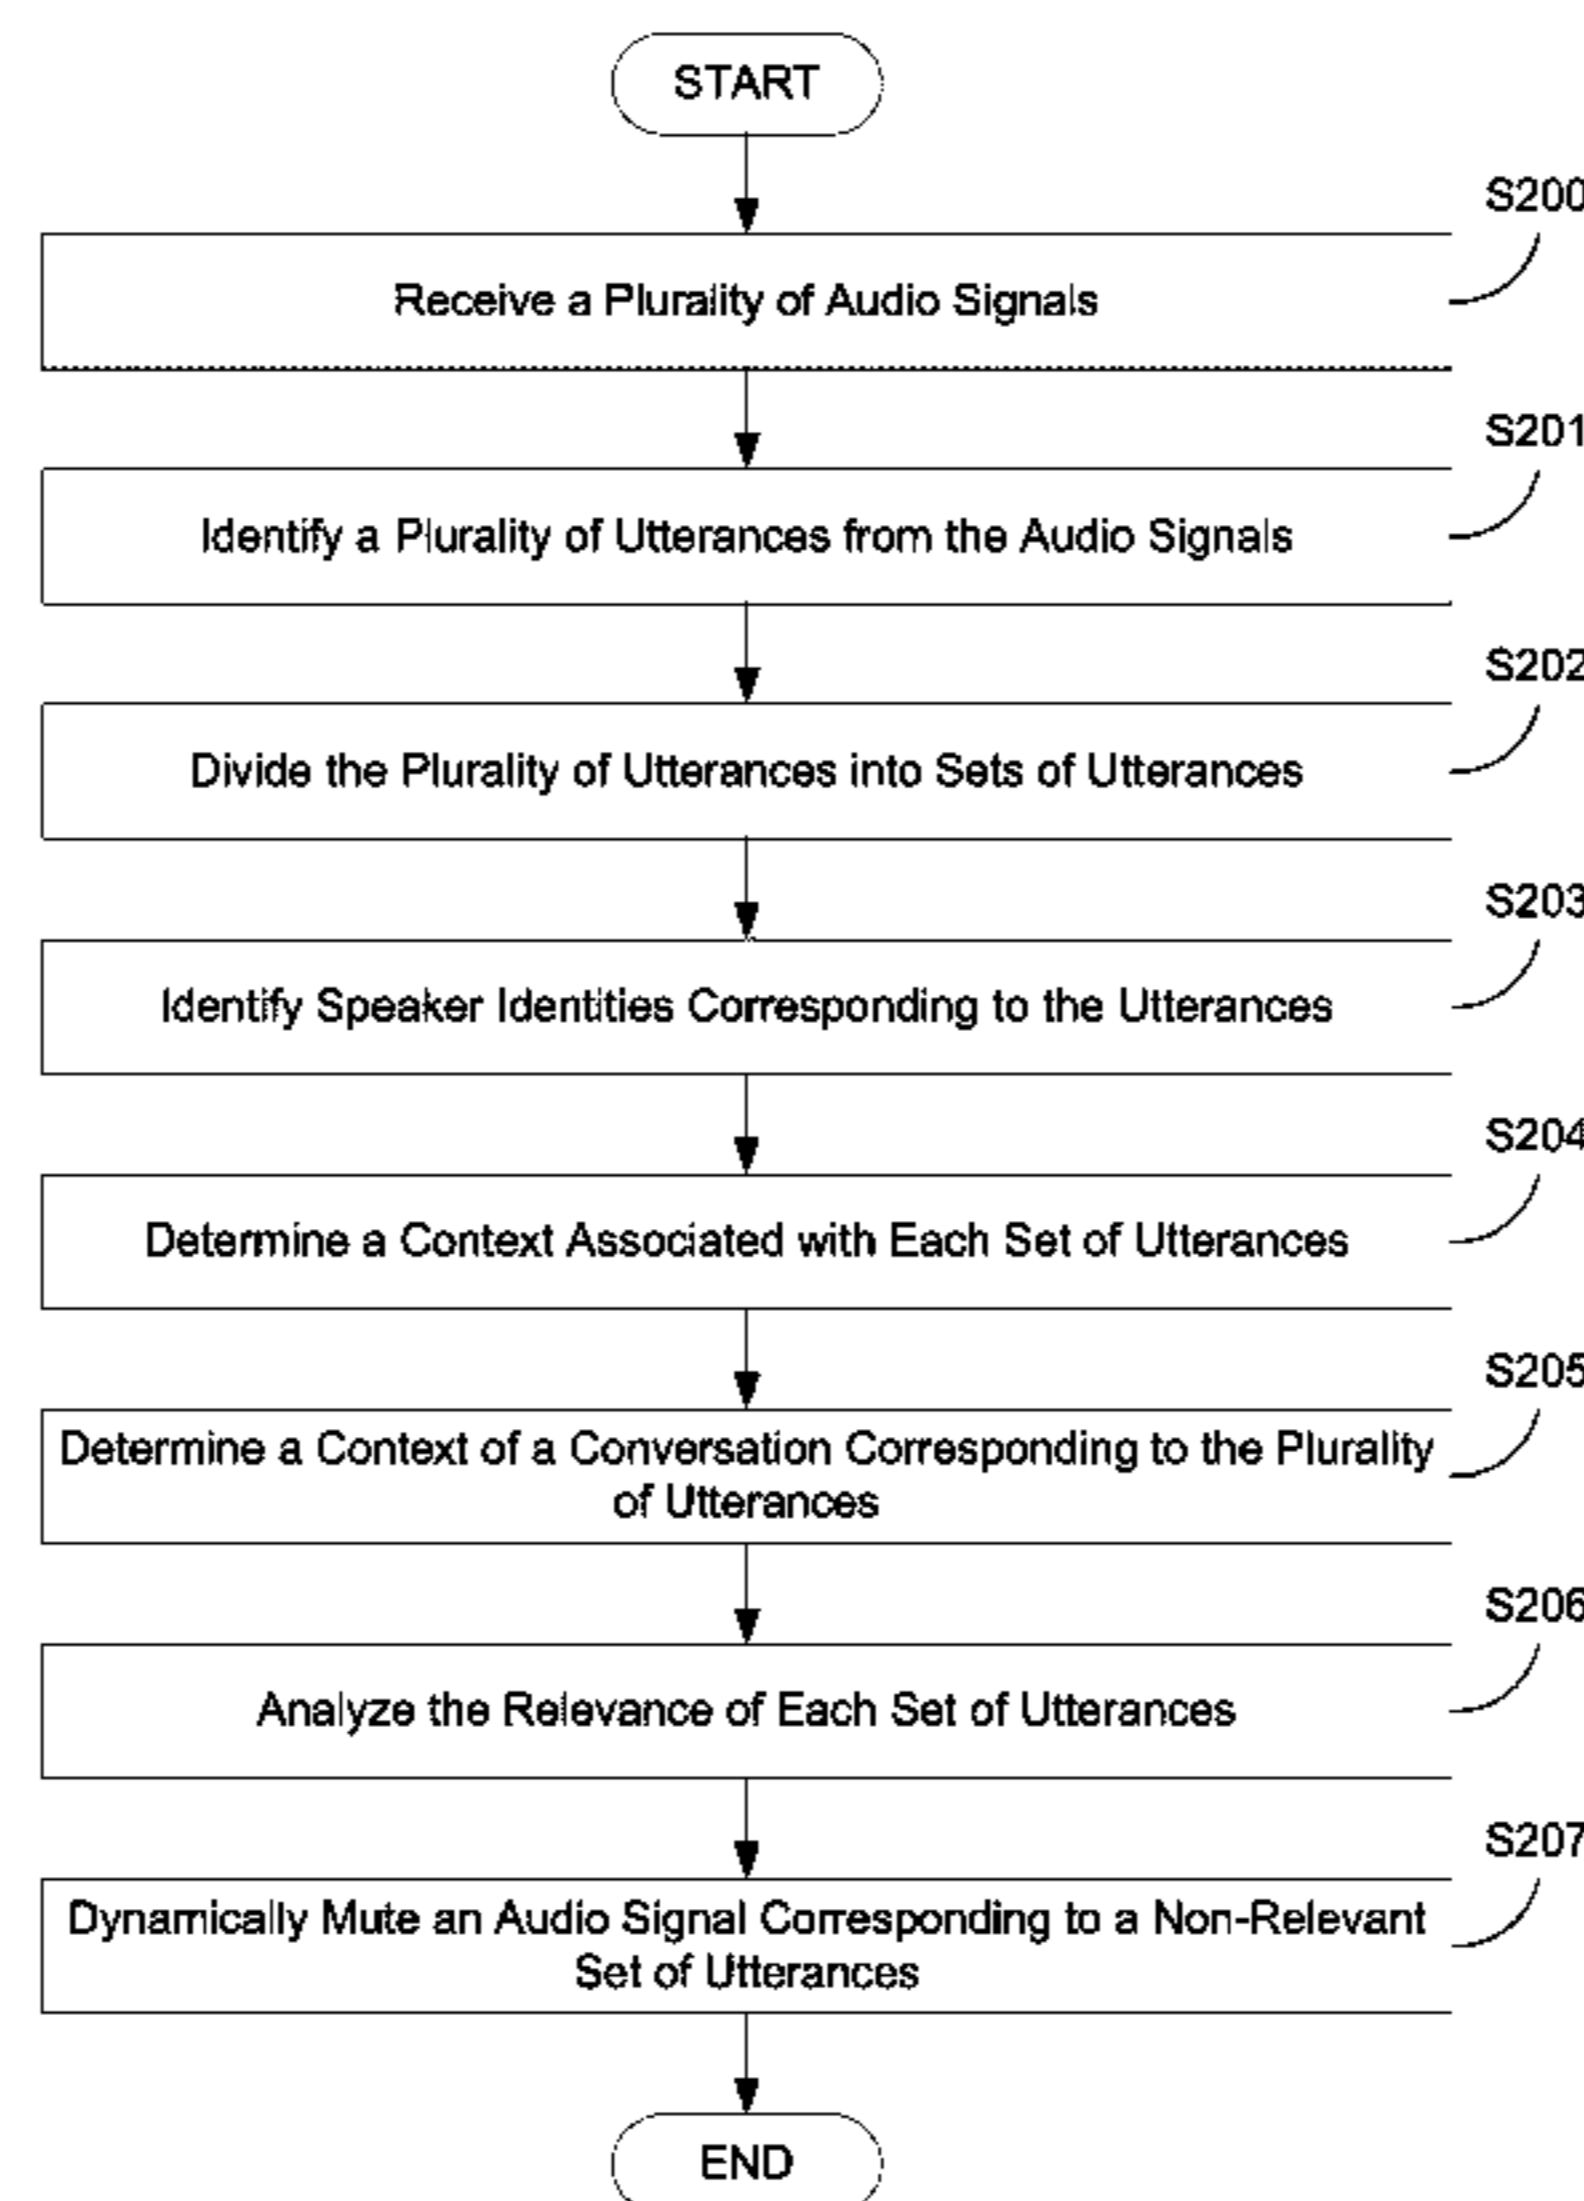 START
S200
Receive a Plurality of Audio Signals
S201
Identify a Plurality of Utterances from the Audio Signals
S202
Divide the Plurality of Utterances into Sets of Utterances
S203
Identify Speaker Identities Corresponding to the Utterances
S204
Determine a Context Associated with Each Set of Utterances
S205
Determine a Context of a Conversation Corresponding to the Plurality
of Utterances
S206
Analyze the Relevance of Each Set of Utterances
S207
Dynamically Mute an Audio Signal Corresponding to a Non-Relevant
Set of Utterances
END